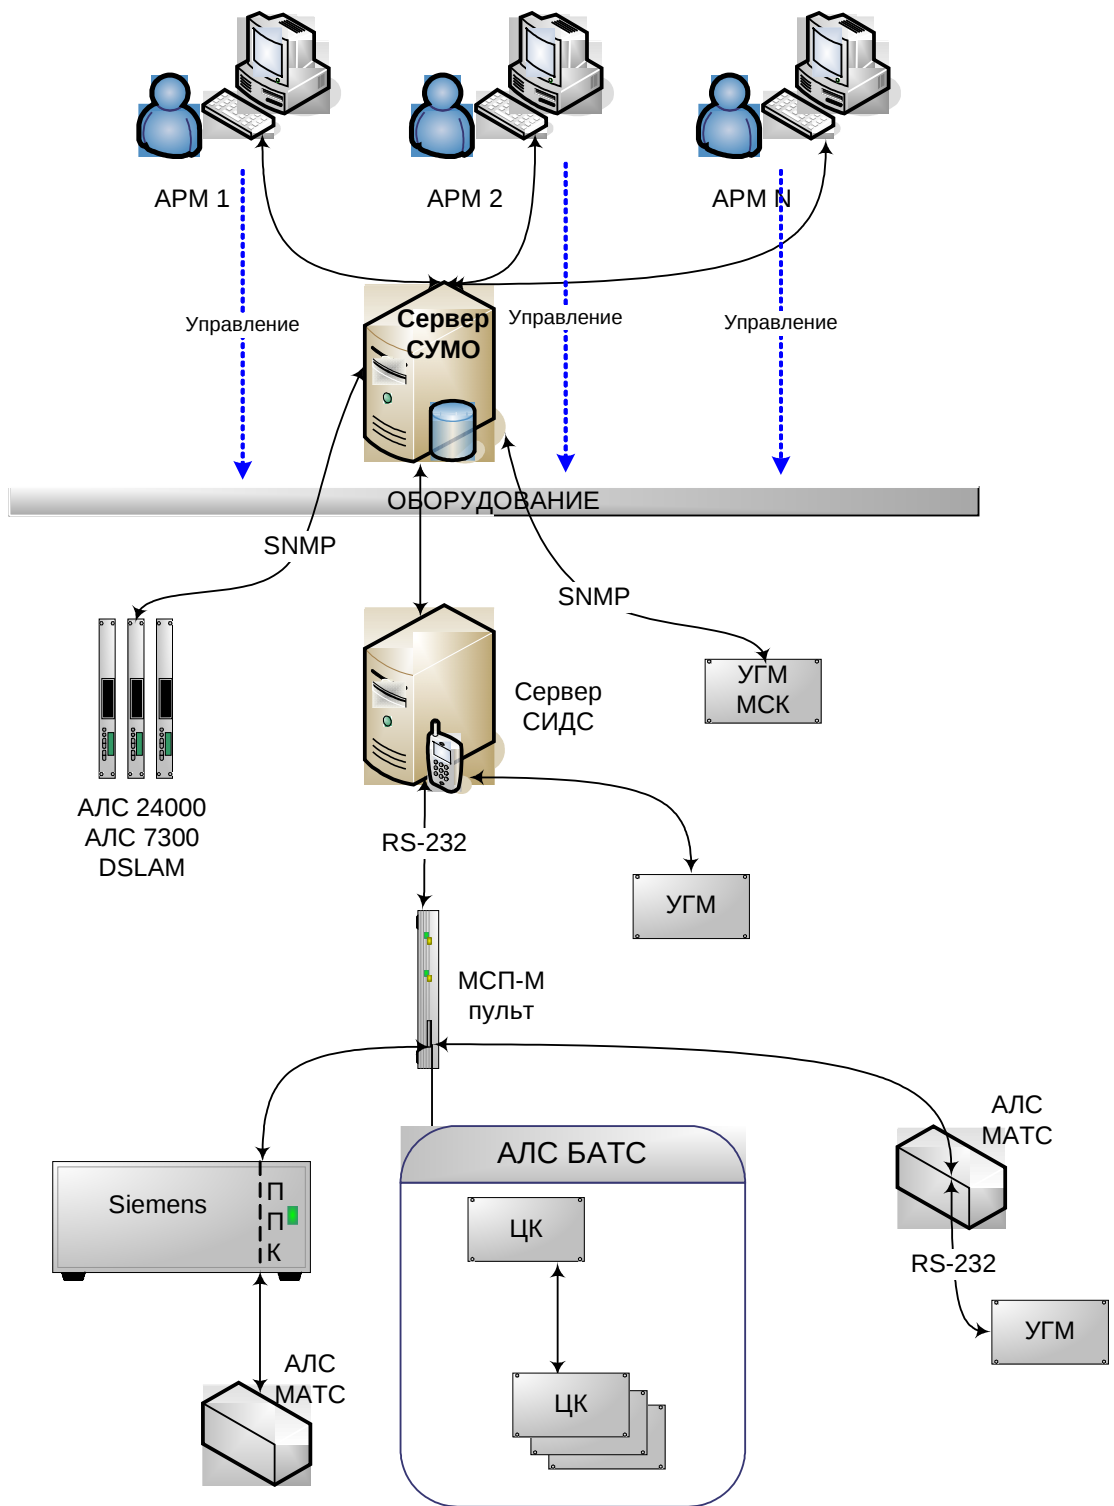 АРМ 1
АРМ 2
АРМ N
Управление
Управление
Управление
Сервер
СУМО
ОБОРУДОВАНИЕ
SNMP
SNMP
УГМ
МСК
Сервер
СИДС
АЛС 24000
АЛС 7300
DSLAM
RS-232
УГМ
МСП-М
пульт
АЛС
МАТС
АЛС БАТС
Siemens
П
П
К
ЦК
RS-232
УГМ
АЛС
МАТС
ЦК